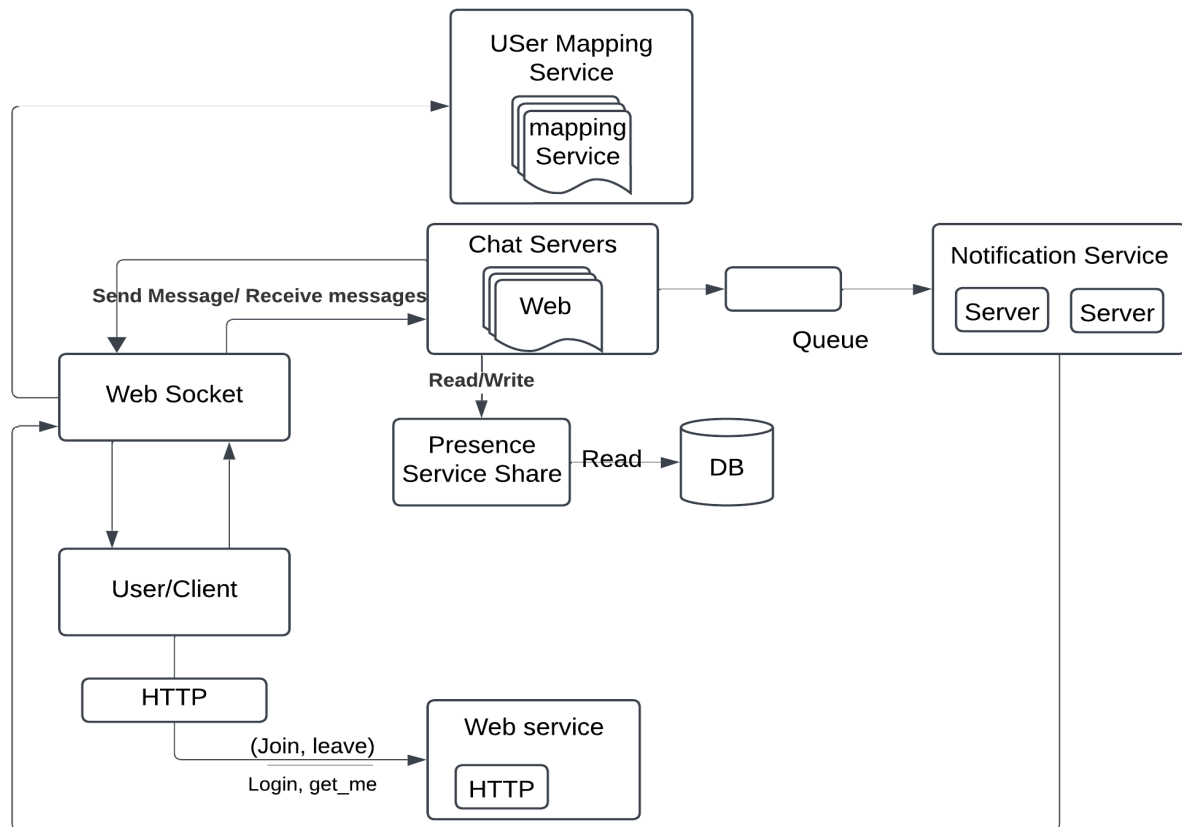 USer Mapping
Service
mapping
Service
Chat Servers
Web
Notification Service
Server
Server
Queue
Send Message/ Receive messages
Web Socket
Read/Write
Presence
Service Share
Read
DB
User/Client
HTTP
(Join, leave)
Login, get_me
Web service
HTTP